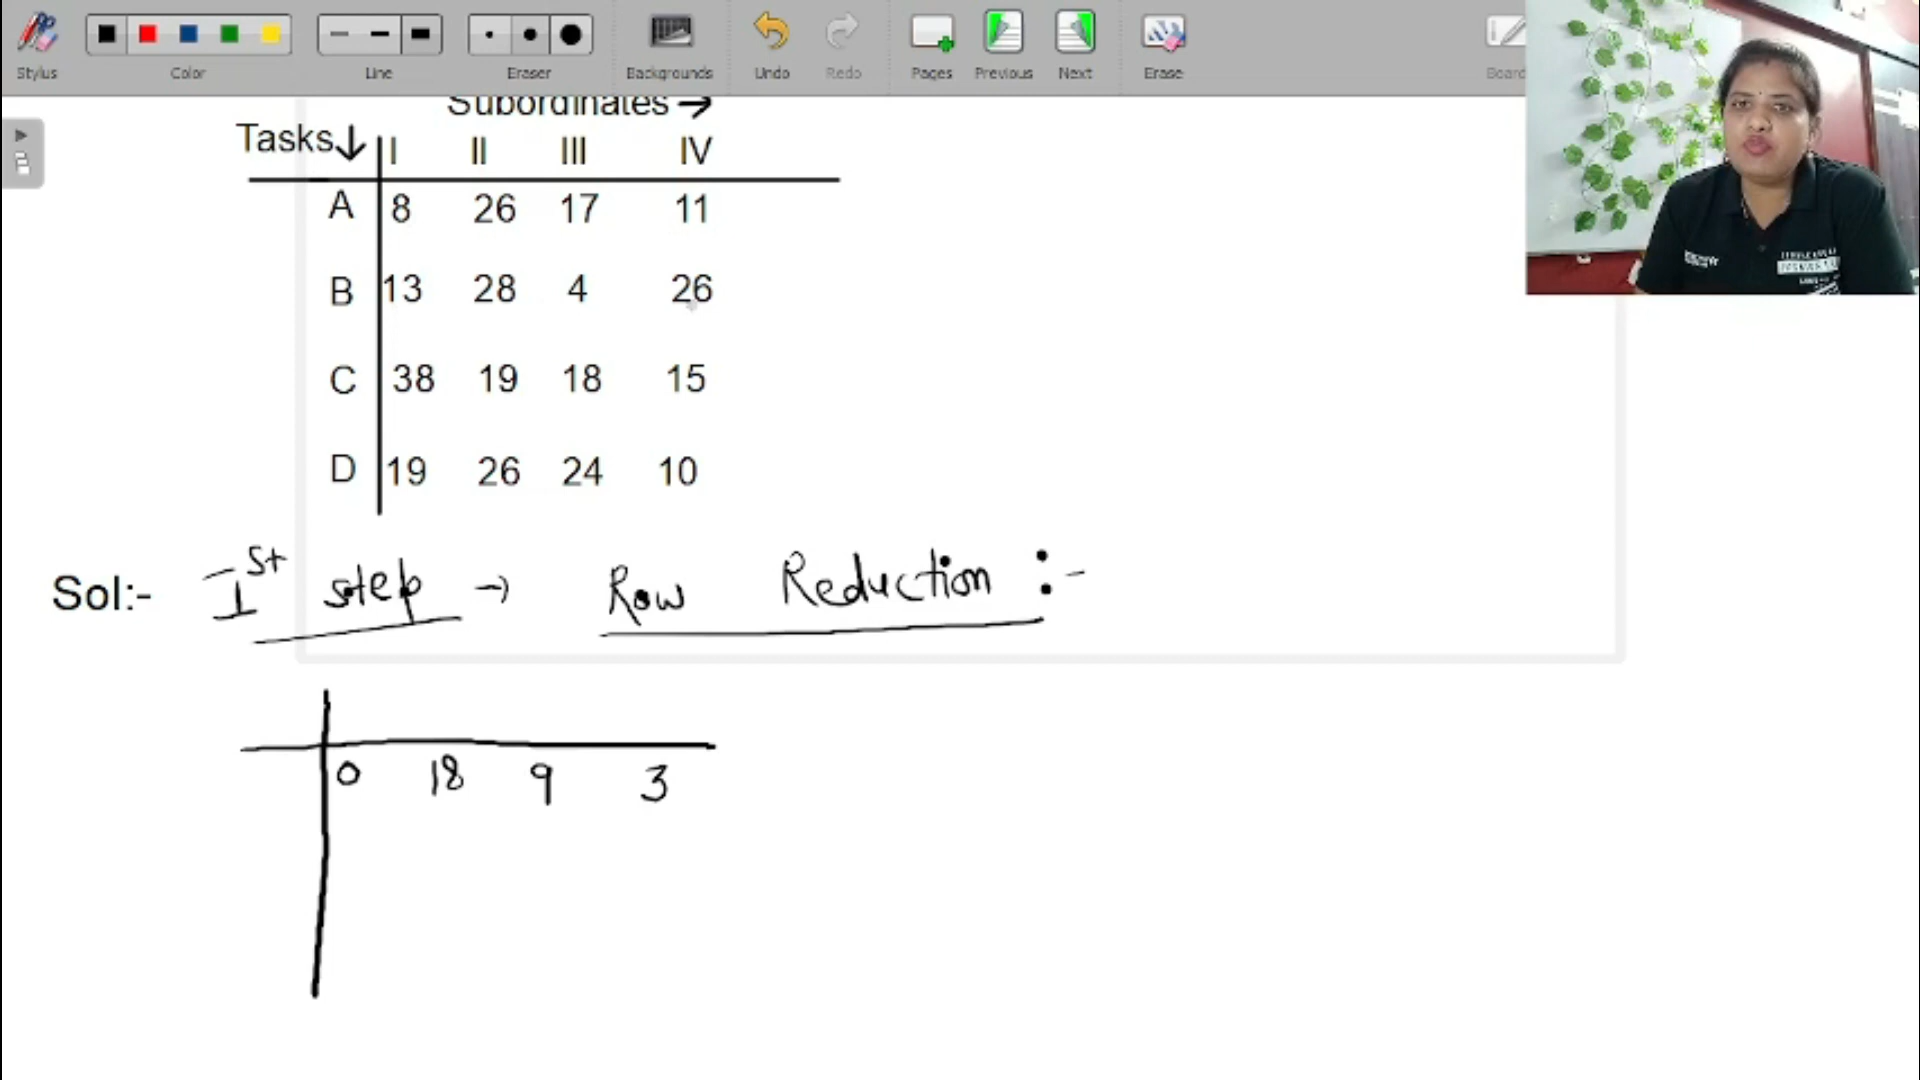 Stylus Color Line Eraser Backgrounds Undo Redo Pages Previous Next Erase Board
Subordinates →
Tasks↓ I II III IV
A 8 26 17 11
B 13 28 4 26
C 38 19 18 15
D 19 26 24 10
Sol:- Ist step → Row Reduction :-
0 18 9 3